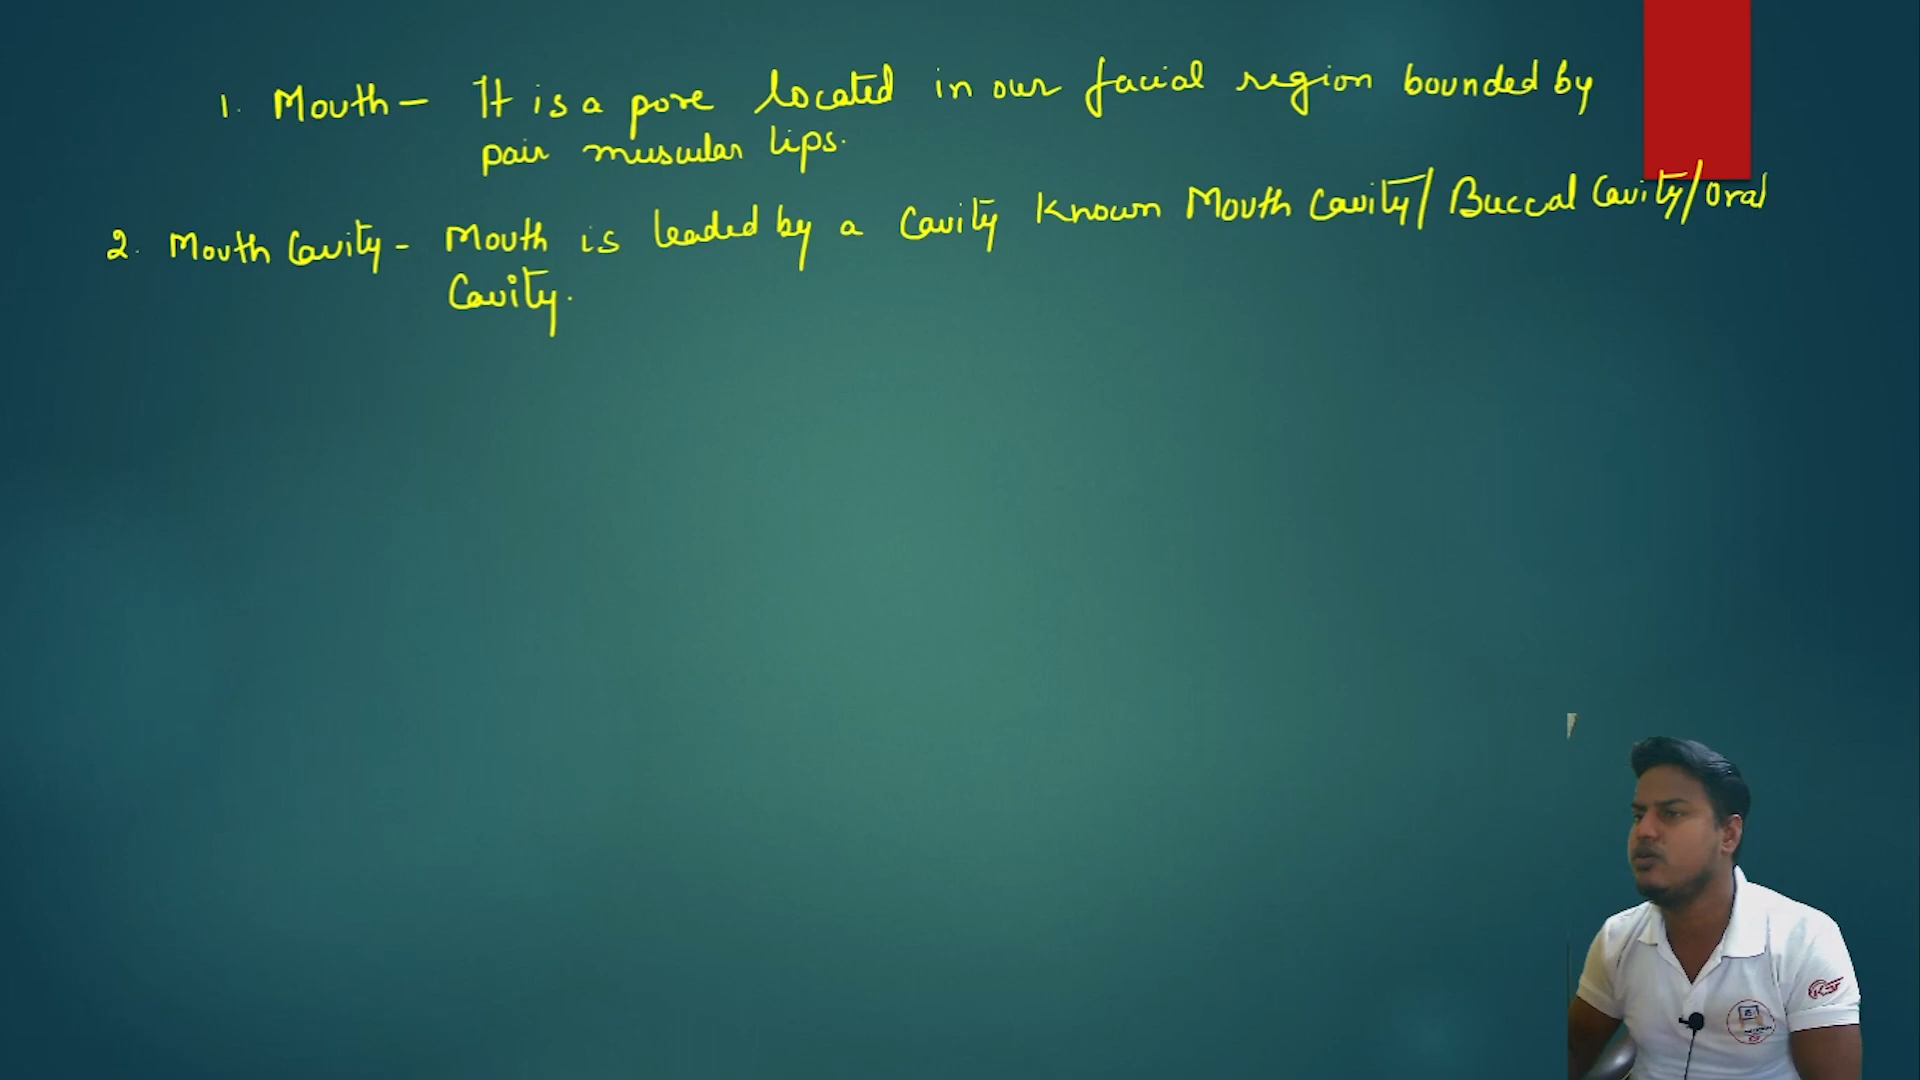 1. Mouth - It is a pore located in our facial region bounded by
pair muscular lips.
2. Mouth Cavity - Mouth is leaded by a cavity known Mouth Cavity/ Buccal Cavity/ Oral
Cavity.